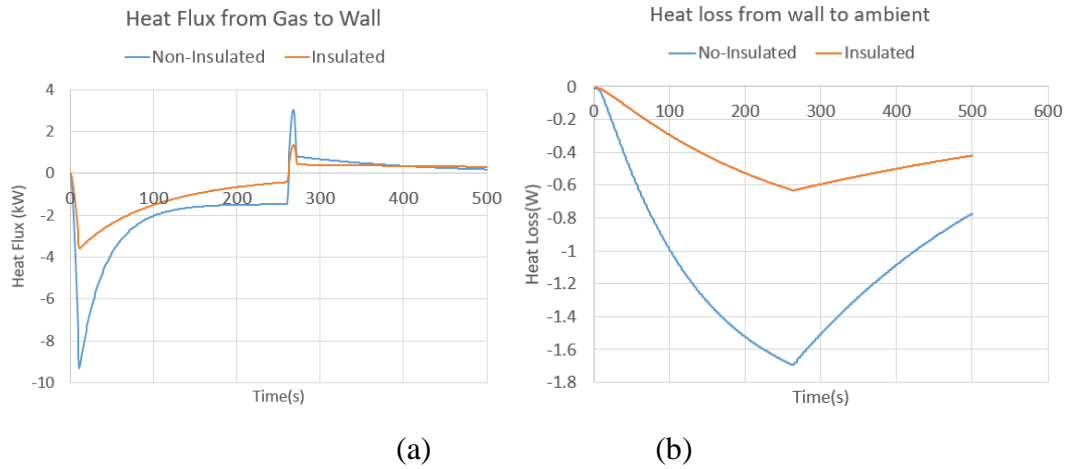 Heat Flux from Gas to Wall
Non-Insulated Insulated
4
2
0
-2
-4
-6
-8
-10
0 100 200 300 400 500
Heat Flux (kW)
Time(s)
(a)
Heat loss from wall to ambient
No-Insulated Insulated
0
-0.2
-0.4
-0.6
-0.8
-1
-1.2
-1.4
-1.6
-1.8
0 100 200 300 400 500 600
Heat Loss(W)
Time(s)
(b)